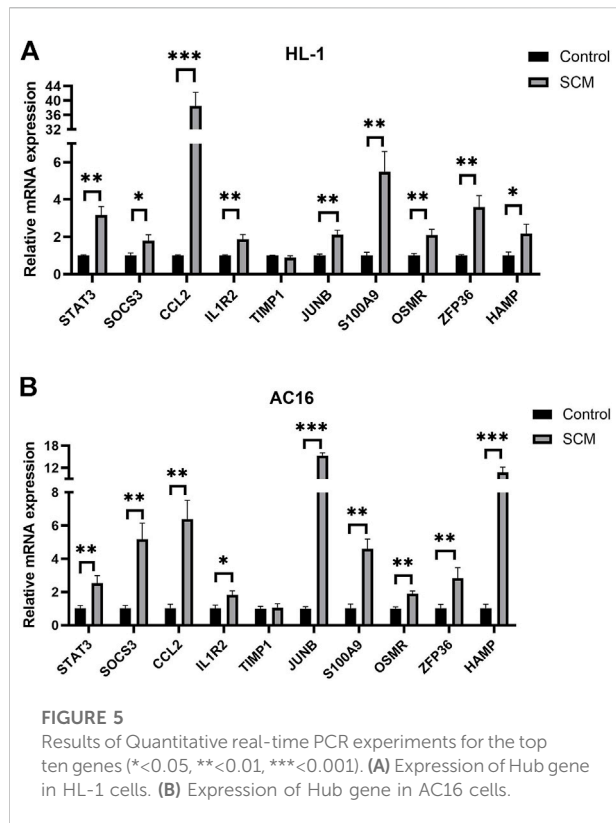 A
HL-1
Control
SCM
Relative mRNA expression
44
40
36
32
6
4
2
0
** * *** ** ** ** ** ** *
STAT3 SOCS3 CCL2 IL1R2 TIMP1 JUNB S100A9 OSMR ZFP36 HAMP
B
AC16
Control
SCM
Relative mRNA expression
18
12
8
6
4
2
0
** ** ** * *** ** ** ** ***
STAT3 SOCS3 CCL2 IL1R2 TIMP1 JUNB S100A9 OSMR ZFP36 HAMP
FIGURE 5
Results of Quantitative real-time PCR experiments for the top
ten genes (*<0.05, **<0.01, ***<0.001). (A) Expression of Hub gene
in HL-1 cells. (B) Expression of Hub gene in AC16 cells.